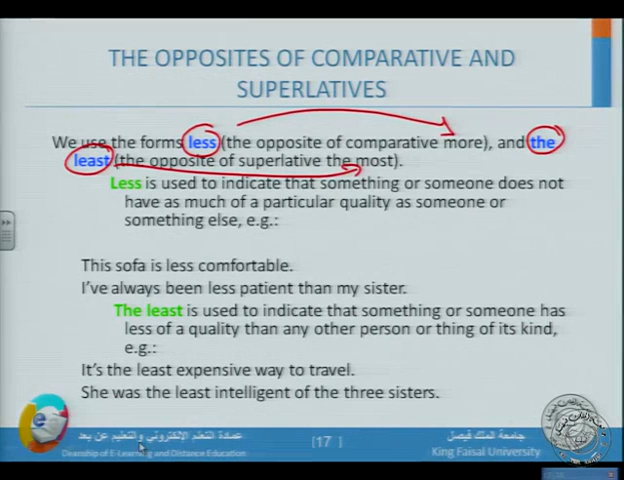 THE OPPOSITES OF COMPARATIVE AND
SUPERLATIVES
We use the forms less (the opposite of comparative more), and the
least (the opposite of superlative the most).
Less is used to indicate that something or someone does not
have as much of a particular quality as someone or
something else, e.g.:
This sofa is less comfortable.
I've always been less patient than my sister.
The least is used to indicate that something or someone has
less of a quality than any other person or thing of its kind,
e.g.:
It's the least expensive way to travel.
She was the least intelligent of the three sisters.
عمادة التعلم الإلكتروني والتعليم عن بعد
Deanship of E-Learning and Distance Education
[17]
جامعة الملك فيصل
King Faisal University